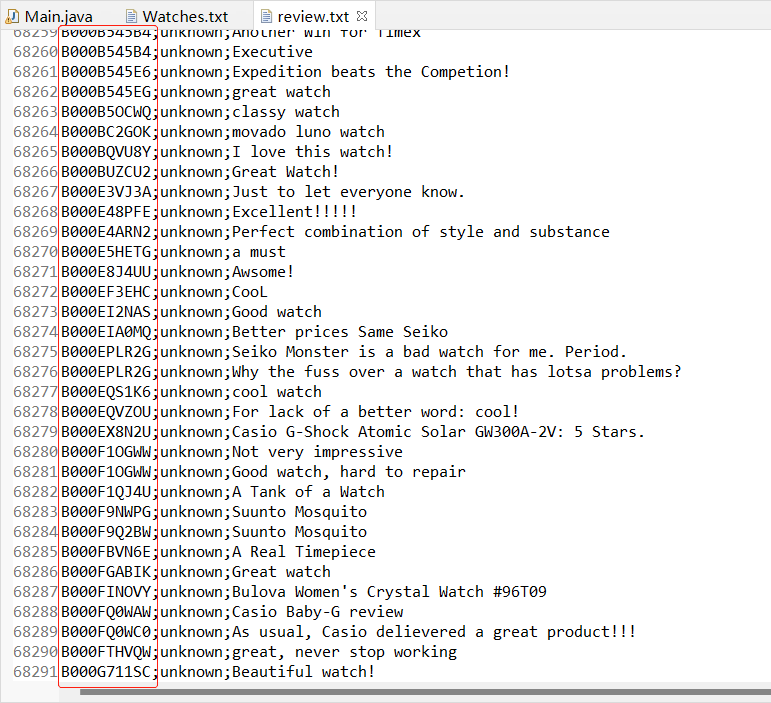 Main.java Watches.txt review.txt
68259 B000B545B4;unknown;Another Win for Timex
68260 B000B545B4;unknown;Executive
68261 B000B545E6;unknown;Expedition beats the Competion!
68262 B000B545EG;unknown;great watch
68263 B000B5OCWQ;unknown;classy watch
68264 B000BC2GOK;unknown;movado luno watch
68265 B000BQVU8Y;unknown;I love this watch!
68266 B000BUZCU2;unknown;Great Watch!
68267 B000E3VJ3A;unknown;Just to let everyone know.
68268 B000E48PFE;unknown;Excellent!!!!!
68269 B000E4ARN2;unknown;Perfect combination of style and substance
68270 B000E5HETG;unknown;a must
68271 B000E8J4UU;unknown;Awsome!
68272 B000EF3EHC;unknown;CooL
68273 B000EI2NAS;unknown;Good watch
68274 B000EIA0MQ;unknown;Better prices Same Seiko
68275 B000EPLR2G;unknown;Seiko Monster is a bad watch for me. Period.
68276 B000EPLR2G;unknown;Why the fuss over a watch that has lotsa problems?
68277 B000EQS1K6;unknown;cool watch
68278 B000EQVZOU;unknown;For lack of a better word: cool!
68279 B000EX8N2U;unknown;Casio G-Shock Atomic Solar GW300A-2V: 5 Stars.
68280 B000F1OGWW;unknown;Not very impressive
68281 B000F1OGWW;unknown;Good watch, hard to repair
68282 B000F1QJ4U;unknown;A Tank of a Watch
68283 B000F9NWPG;unknown;Suunto Mosquito
68284 B000F9Q2BW;unknown;Suunto Mosquito
68285 B000FBVN6E;unknown;A Real Timepiece
68286 B000FGABIK;unknown;Great watch
68287 B000FINOVY;unknown;Bulova Women's Crystal Watch #96T09
68288 B000FQ0WAW;unknown;Casio Baby-G review
68289 B000FQ0WC0;unknown;As usual, Casio delievered a great product!!!
68290 B000FTHVQW;unknown;great, never stop working
68291 B000G711SC;unknown;Beautiful watch!